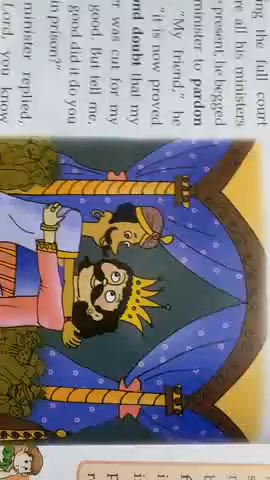 ng the full court
re all his ministers
present he begged
minister to pardon
"My friend," he
"it is now proved
nd doubt that my
r was cut for my
good. But tell me,
good did it do you
n prison?"
minister replied,
Lord, you know